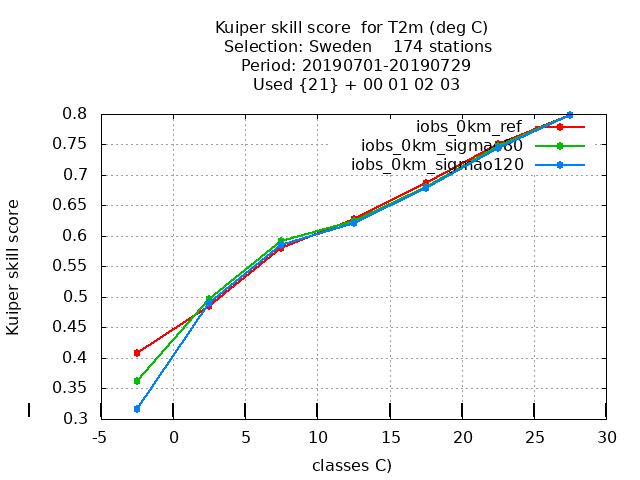 Kuiper skill score  for T2m (deg C)
Selection: Sweden    174 stations
Period: 20190701-20190729
Used {21} + 00 01 02 03
iobs_0km_ref
iobs_0km_sigmao80
iobs_0km_sigmao120
Kuiper skill score
0.8
0.75
0.7
0.65
0.6
0.55
0.5
0.45
0.4
0.35
0.3
-5
0
5
10
15
20
25
30
classes C)